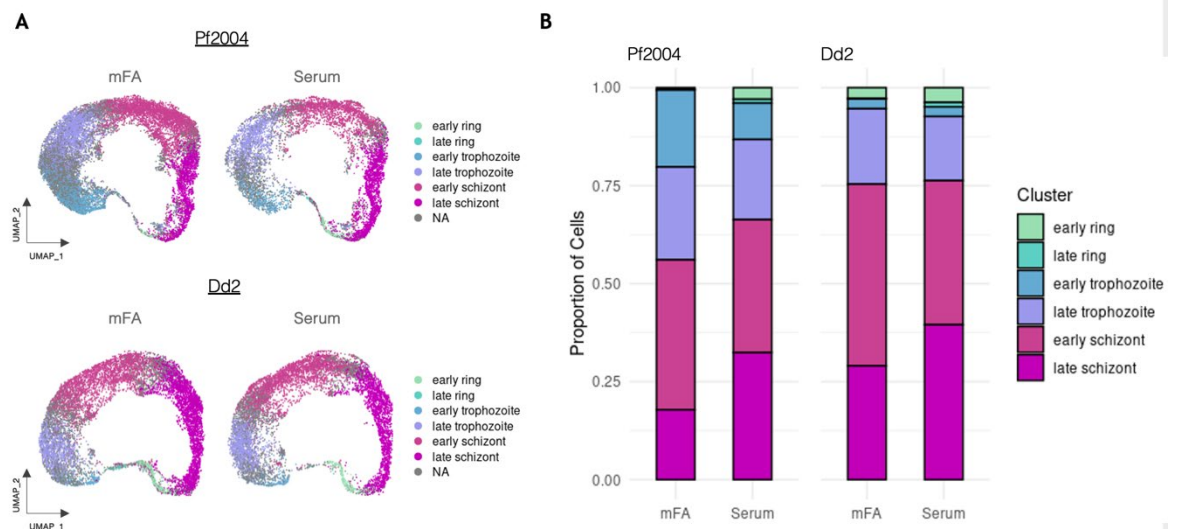 A
Pf2004
mFA Serum
early ring
late ring
early trophozoite
late trophozoite
early schizont
late schizont
NA
UMAP_2
UMAP_1
Dd2
mFA Serum
early ring
late ring
early trophozoite
late trophozoite
early schizont
late schizont
NA
UMAP_2
UMAP_1
B
Pf2004 Dd2
1.00
0.75
0.50
0.25
0.00
Proportion of Cells
mFA Serum mFA Serum
Cluster
early ring
late ring
early trophozoite
late trophozoite
early schizont
late schizont